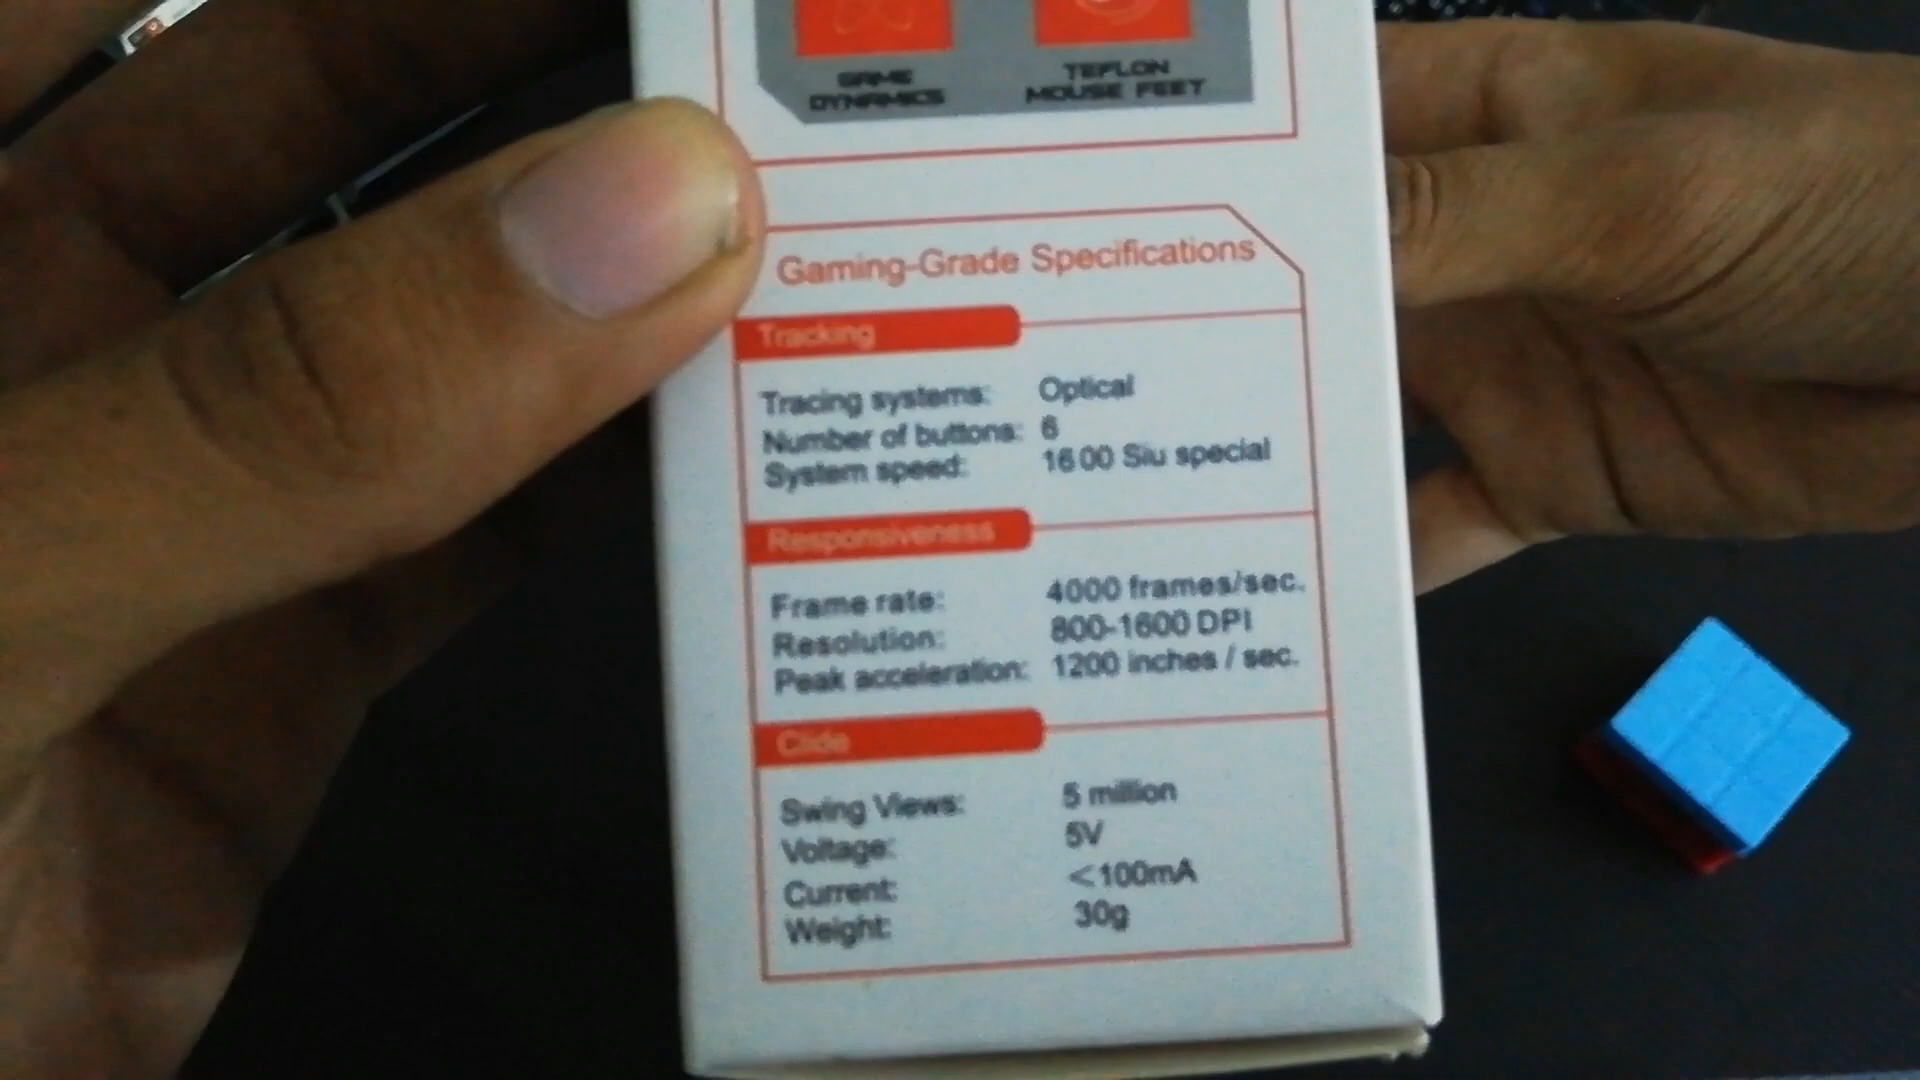 GAME
DYNAMICS
TEFLON
MOUSE FEET
Gaming-Grade Specifications
Tracking
Tracing systems: Optical
Number of buttons: 6
System speed: 1600 Siu special
Responsiveness
Frame rate: 4000 frames/sec.
Resolution: 800-1600 DPI
Peak acceleration: 1200 inches / sec.
Clide
Swing Views: 5 million
Voltage: 5V
Current: <100mA
Weight: 30g